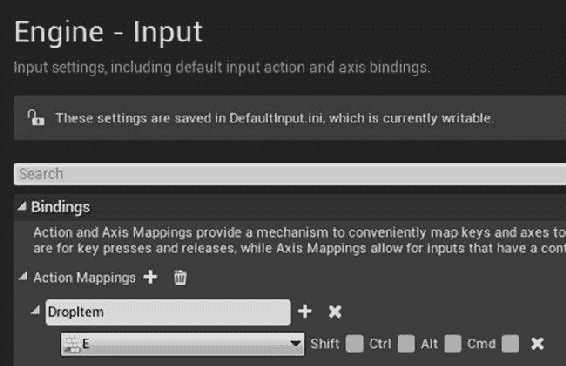 Engine - Input
Input settings, including default input action and axis bindings.
These settings are saved in DefaultInput.ini, which is currently writable.
Search
Bindings
Action and Axis Mappings provide a mechanism to conveniently map keys and axes to
are for key presses and releases, while Axis Mappings allow for inputs that have a cont
Action Mappings
DropItem
E Shift Ctrl Alt Cmd